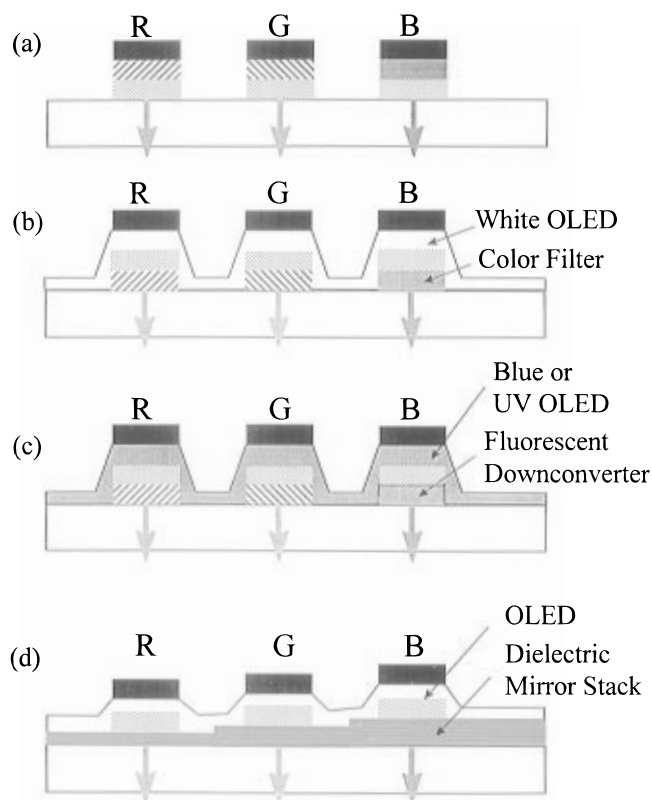 (a)
R G B
(b)
R G B
White OLED
Color Filter
(c)
R G B
Blue or
UV OLED
Fluorescent
Downconverter
(d)
R G B
OLED
Dielectric
Mirror Stack